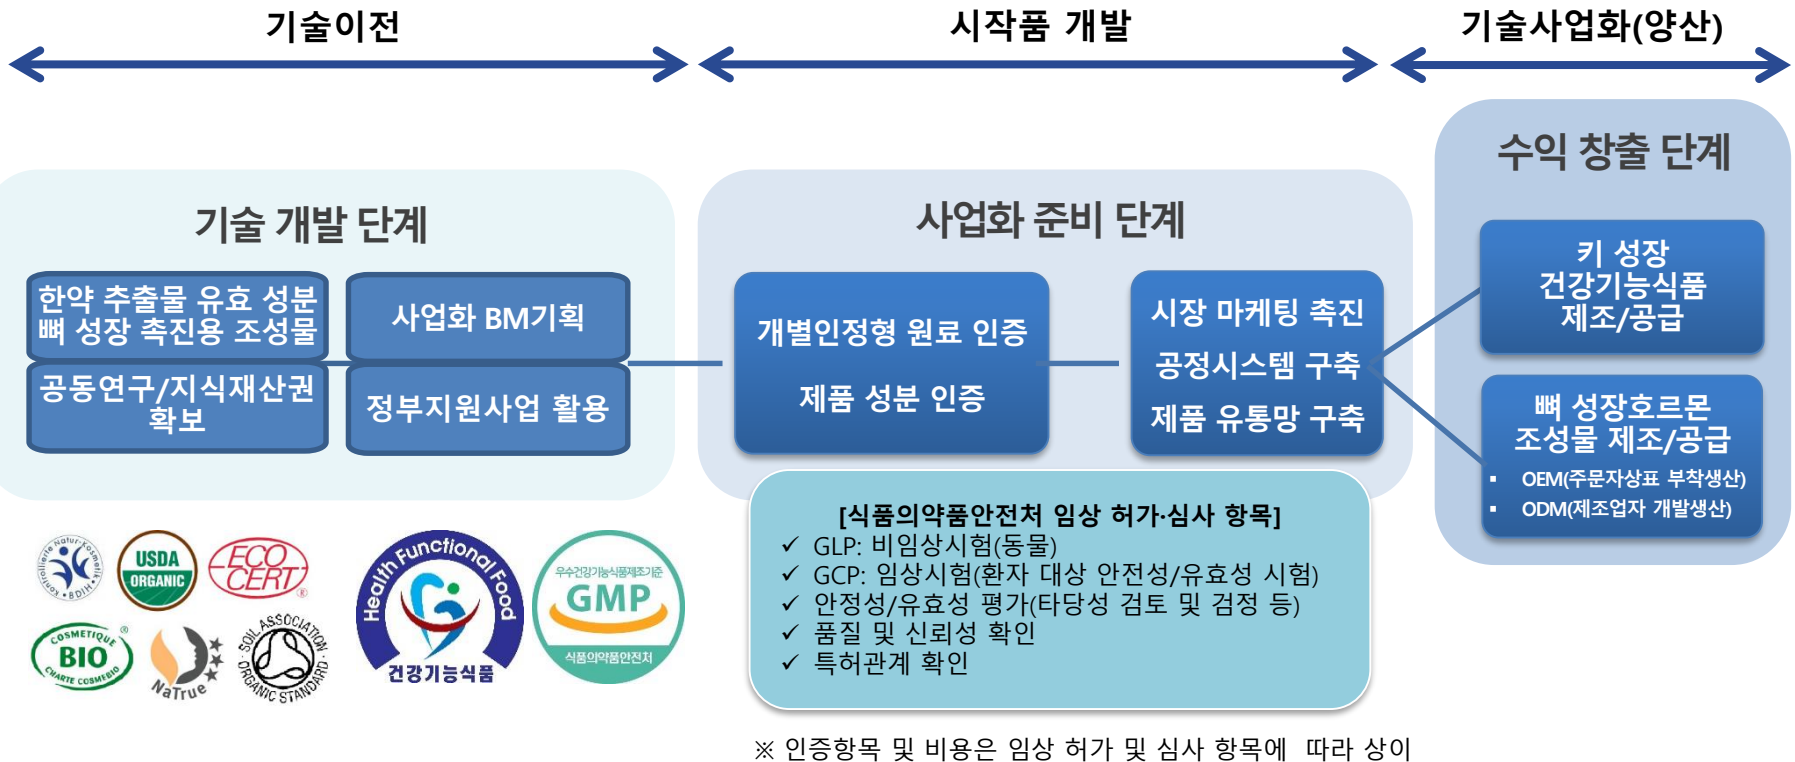 기술이전
시작품 개발
기술사업화(양산)
기술 개발 단계
한약 추출물 유효 성분
뼈 성장 촉진용 조성물
사업화 BM기획
공동연구/지식재산권
확보
정부지원사업 활용
사업화 준비 단계
개별인정형 원료 인증
제품 성분 인증
시장 마케팅 촉진
공정시스템 구축
제품 유통망 구축
수익 창출 단계
키 성장
건강기능식품
제조/공급
뼈 성장호르몬
조성물 제조/공급
▪ OEM(주문자상표 부착생산)
▪ ODM(제조업자 개발생산)
[식품의약품안전처 임상 허가·심사 항목]
✓ GLP: 비임상시험(동물)
✓ GCP: 임상시험(환자 대상 안전성/유효성 시험)
✓ 안정성/유효성 평가(타당성 검토 및 검정 등)
✓ 품질 및 신뢰성 확인
✓ 특허관계 확인
※ 인증항목 및 비용은 임상 허가 및 심사 항목에 따라 상이
Kontrollierte Natur-Kosmetik
BDIH
USDA
ORGANIC
ECO
CERT
®
COSMETIQUE
®
BIO
CHARTE COSMEBIO
NaTrue
SOIL ASSOCIATION
ORGANIC STANDARD
Health Functional Food
건강기능식품
우수건강기능식품제조기준
GMP
식품의약품안전처